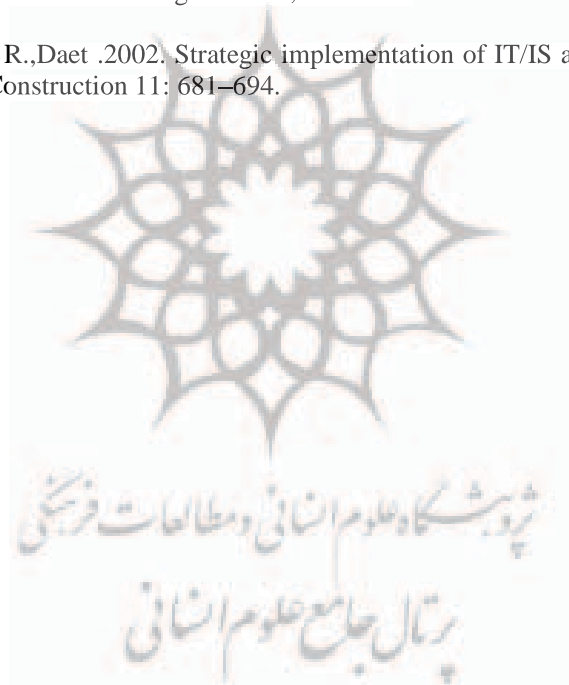 R.,Daet .2002. Strategic implementation of IT/IS a
Construction 11: 681–694.
پژوهشگاه علوم انسانی و مطالعات فرهنگی
پرتال جامع علوم انسانی